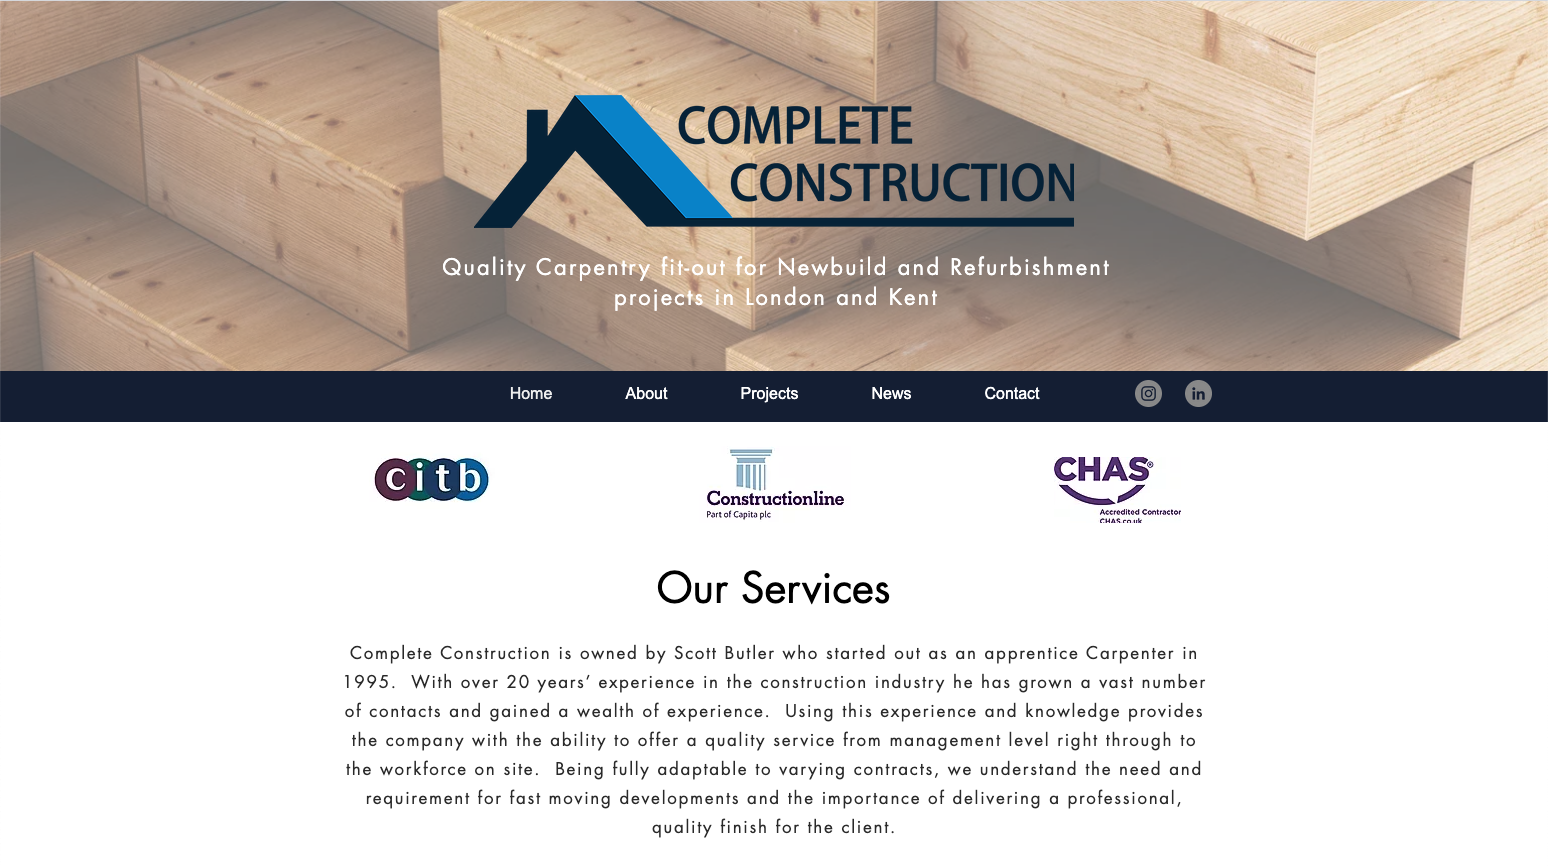 COMPLETE
CONSTRUCTION
Quality Carpentry fit-out for Newbuild and Refurbishment
projects in London and Kent
Home About Projects News Contact in
citb Constructionline CHAS®
Part of Capita plc Accredited Contractor
CHAS.co.uk
Our Services
Complete Construction is owned by Scott Butler who started out as an apprentice Carpenter in
1995. With over 20 years’ experience in the construction industry he has grown a vast number
of contacts and gained a wealth of experience. Using this experience and knowledge provides
the company with the ability to offer a quality service from management level right through to
the workforce on site. Being fully adaptable to varying contracts, we understand the need and
requirement for fast moving developments and the importance of delivering a professional,
quality finish for the client.